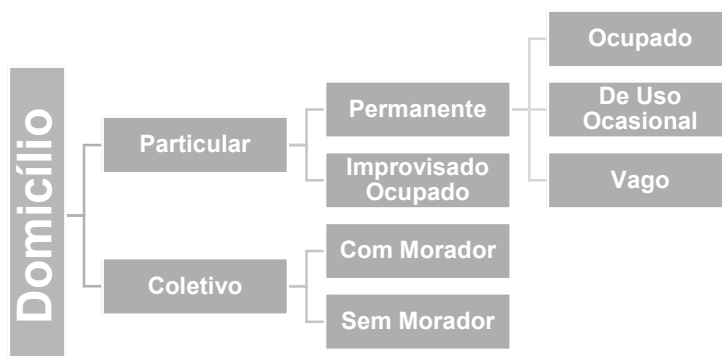 Domicílio
Particular
Permanente
Ocupado
De Uso
Ocasional
Vago
Improvisado
Ocupado
Coletivo
Com Morador
Sem Morador